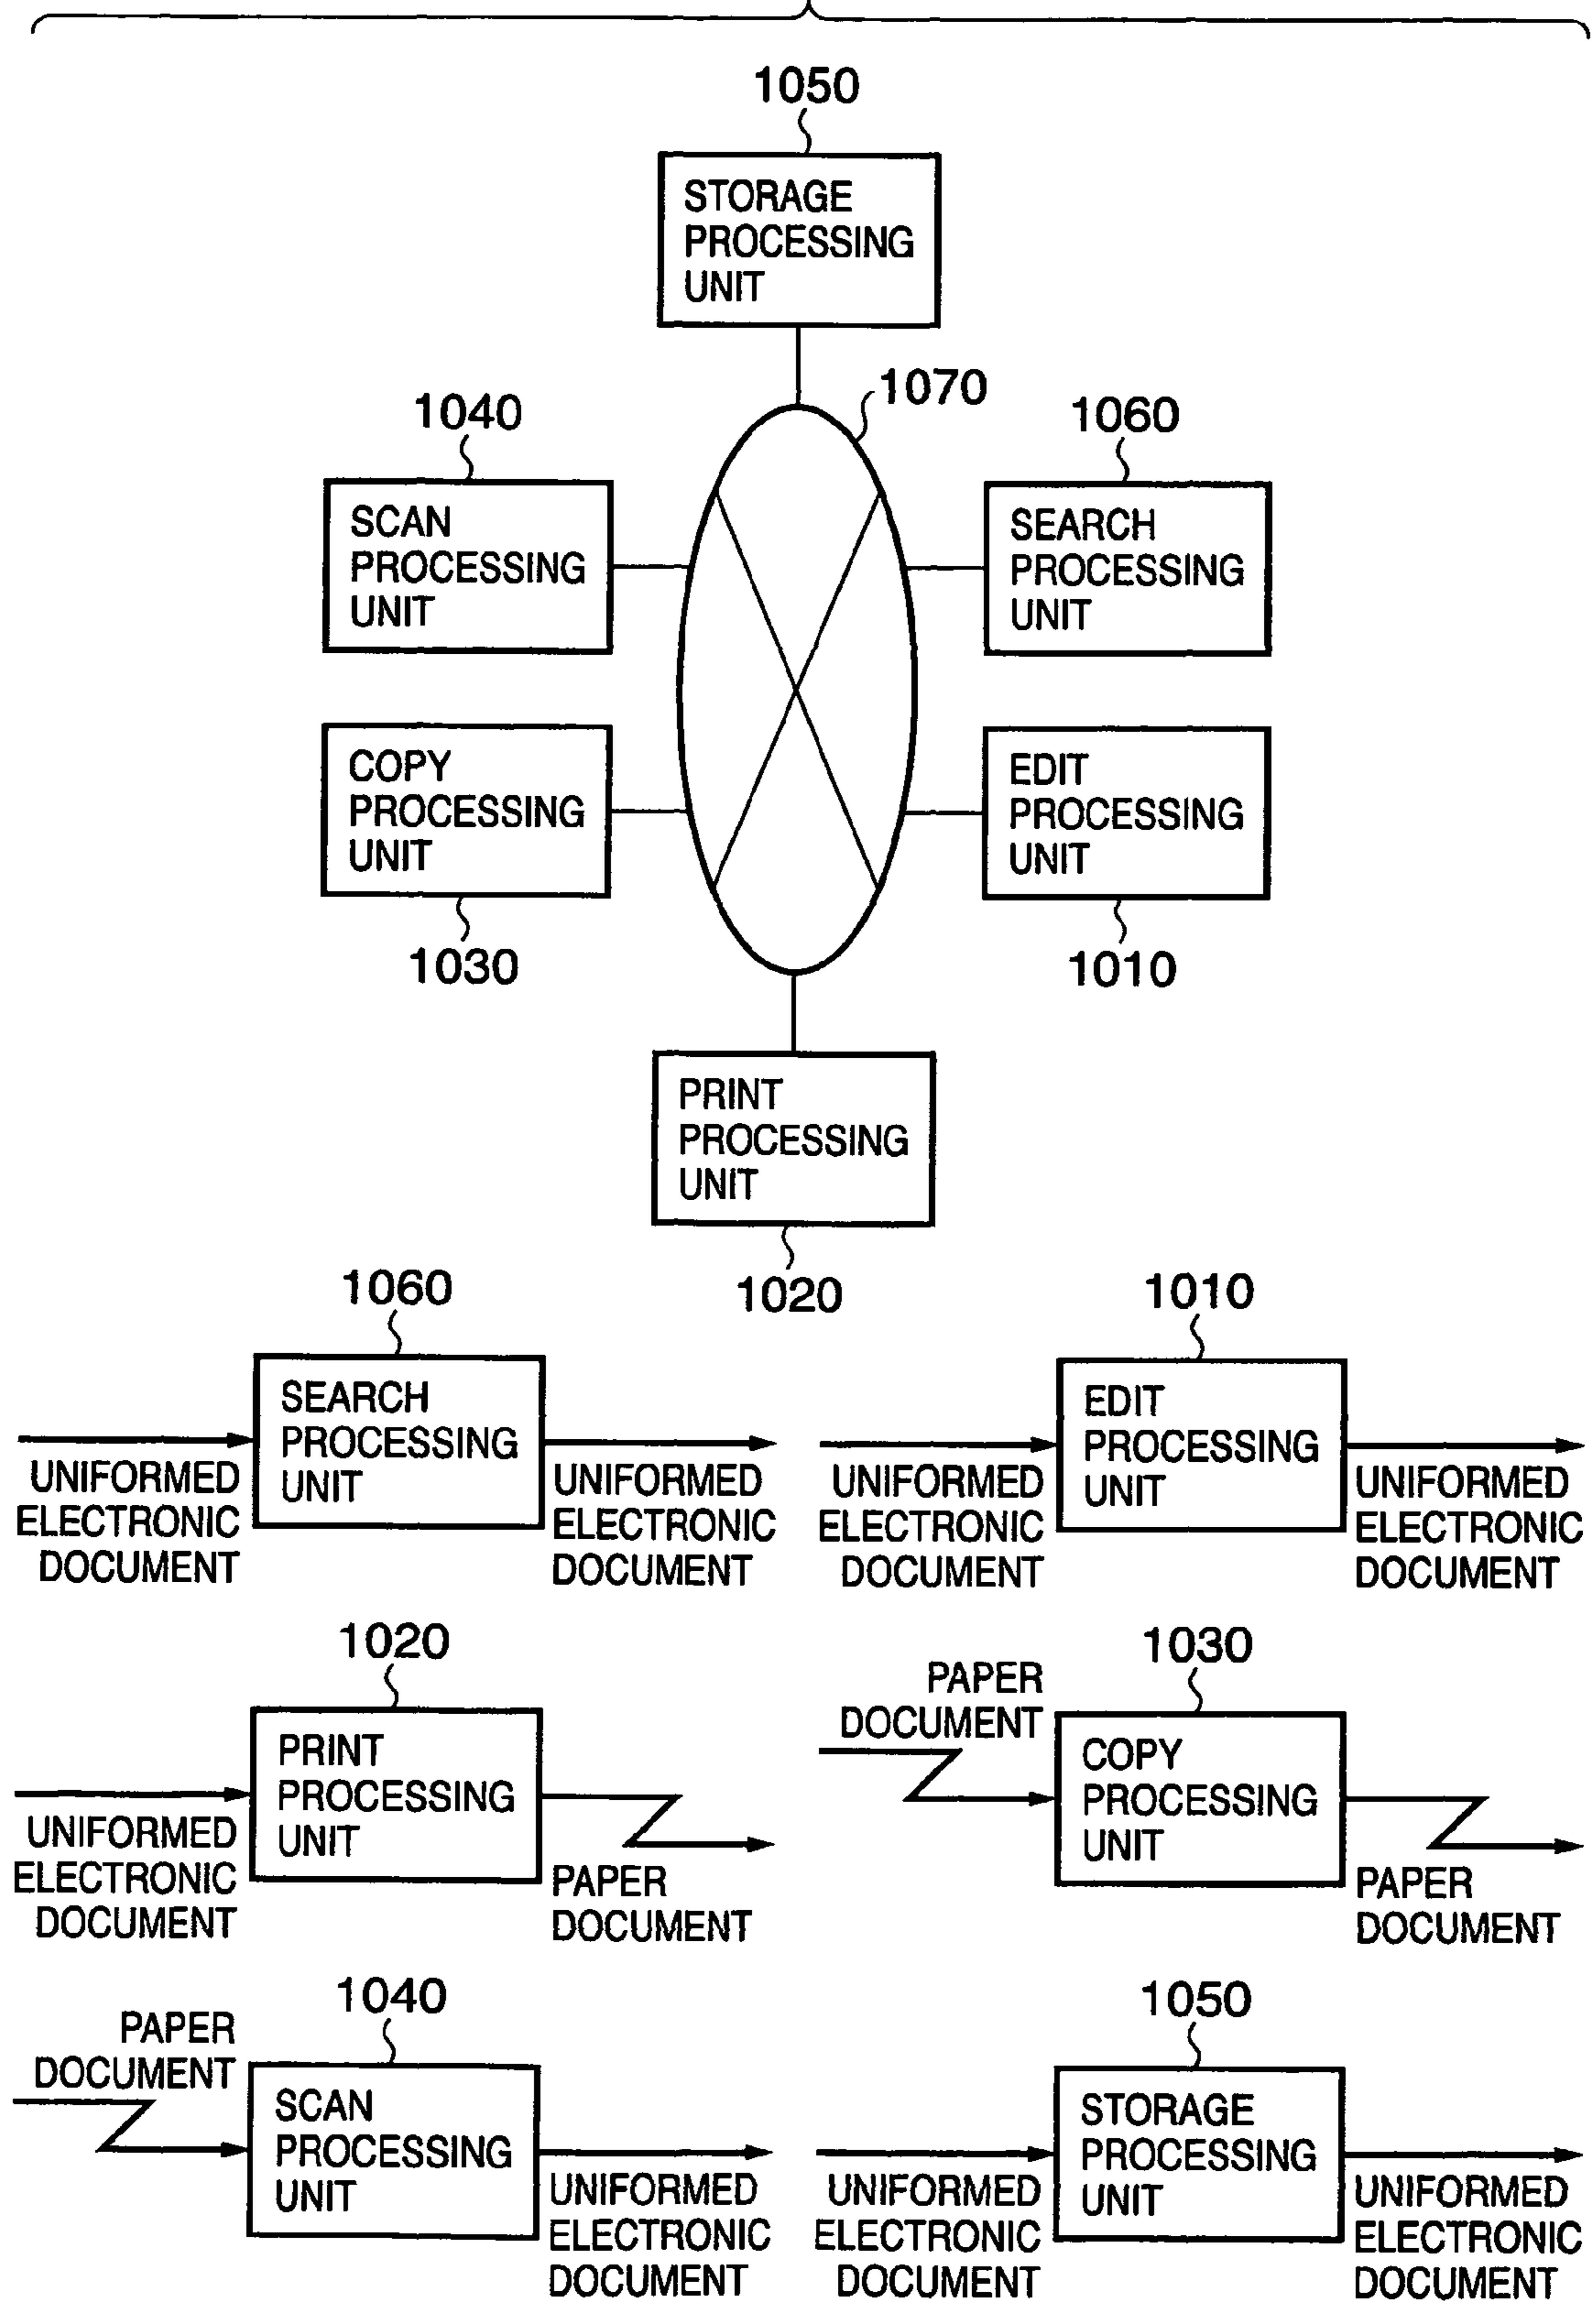 1050
STORAGE
PROCESSING
UNIT
1070
1040
SCAN
PROCESSING
UNIT
1060
SEARCH
PROCESSING
UNIT
COPY
PROCESSING
UNIT
1030
EDIT
PROCESSING
UNIT
1010
PRINT
PROCESSING
UNIT
1020
1060
SEARCH
PROCESSING
UNIT
UNIFORMED
ELECTRONIC
DOCUMENT
UNIFORMED
ELECTRONIC
DOCUMENT
1010
EDIT
PROCESSING
UNIT
UNIFORMED
ELECTRONIC
DOCUMENT
UNIFORMED
ELECTRONIC
DOCUMENT
1020
PRINT
PROCESSING
UNIT
UNIFORMED
ELECTRONIC
DOCUMENT
PAPER
DOCUMENT
1030
PAPER
DOCUMENT
COPY
PROCESSING
UNIT
PAPER
DOCUMENT
1040
PAPER
DOCUMENT
SCAN
PROCESSING
UNIT
UNIFORMED
ELECTRONIC
DOCUMENT
1050
STORAGE
PROCESSING
UNIT
UNIFORMED
ELECTRONIC
DOCUMENT
UNIFORMED
ELECTRONIC
DOCUMENT